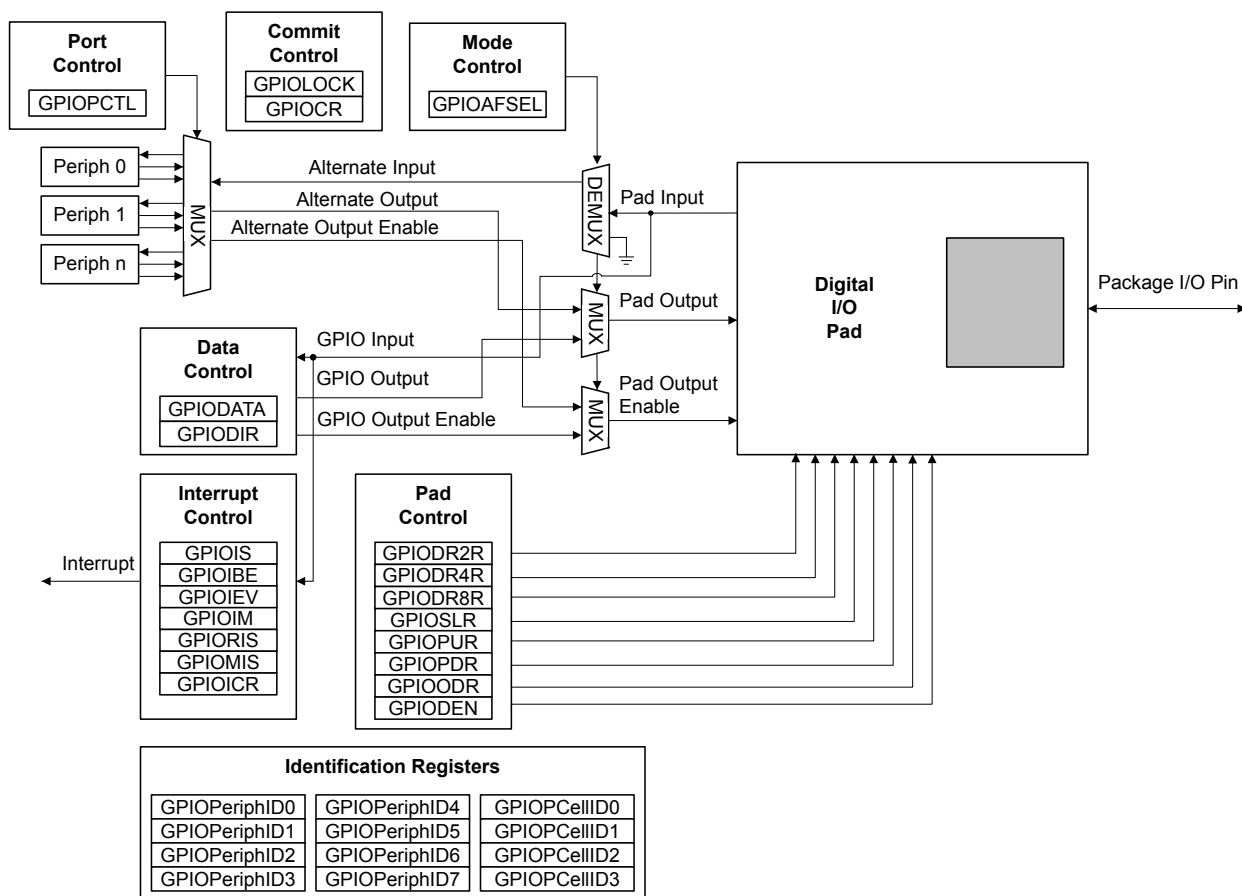 Port
Control
GPIOPCTL
Commit
Control
GPIOLOCK
GPIOCR
Mode
Control
GPIOAFSEL
Periph 0
Periph 1
Periph n
MUX
Alternate Input
Alternate Output
Alternate Output Enable
DEMUX
Pad Input
MUX
Pad Output
MUX
Pad Output
Enable
Digital
I/O
Pad
Package I/O Pin
Data
Control
GPIODATA
GPIODIR
GPIO Input
GPIO Output
GPIO Output Enable
Interrupt
Control
GPIOIS
GPIOIBE
GPIOIEV
GPIOIM
GPIORIS
GPIOMIS
GPIOICR
Interrupt
Pad
Control
GPIODR2R
GPIODR4R
GPIODR8R
GPIOSLR
GPIOPUR
GPIOPDR
GPIOODR
GPIODEN
Identification Registers
GPIOPeriphID0
GPIOPeriphID1
GPIOPeriphID2
GPIOPeriphID3
GPIOPeriphID4
GPIOPeriphID5
GPIOPeriphID6
GPIOPeriphID7
GPIOPCellID0
GPIOPCellID1
GPIOPCellID2
GPIOPCellID3